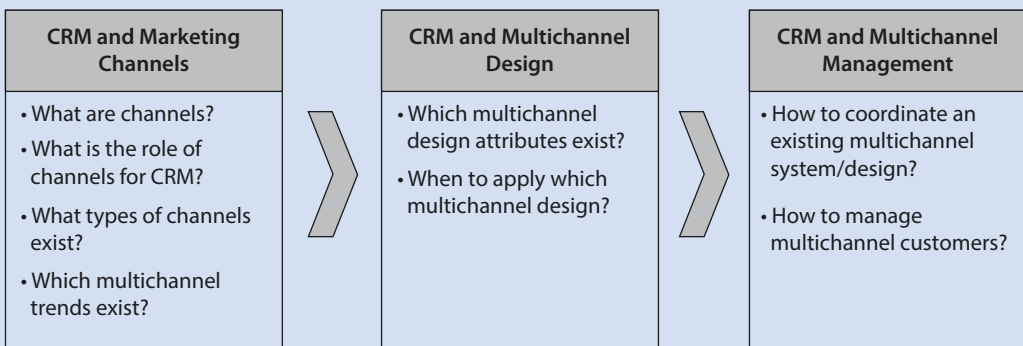 CRM and Marketing
Channels
• What are channels?
• What is the role of
channels for CRM?
• What types of channels
exist?
• Which multichannel
trends exist?
CRM and Multichannel
Design
• Which multichannel
design attributes exist?
• When to apply which
multichannel design?
CRM and Multichannel
Management
• How to coordinate an
existing multichannel
system/design?
• How to manage
multichannel customers?